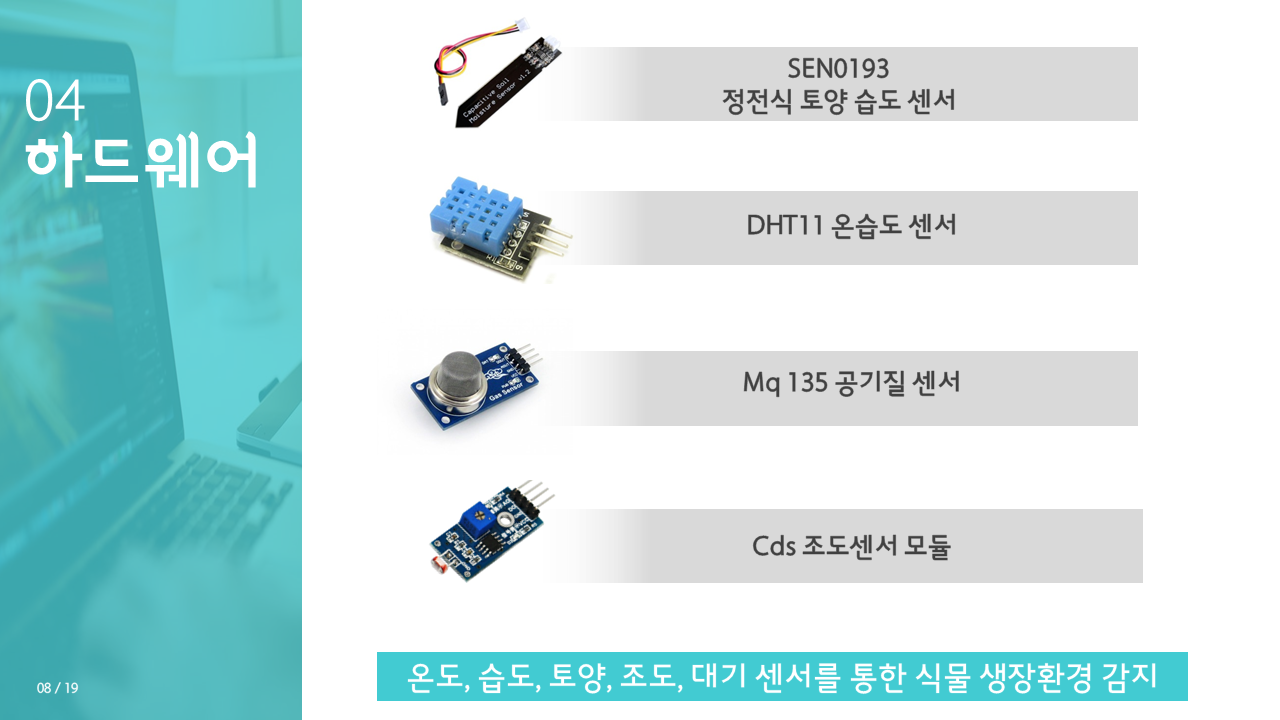 04
하드웨어
Capacitive Soil
Moisture Sensor v1.2
SEN0193
정전식 토양 습도 센서
DHT11 온습도 센서
Gas Sensor
Mq 135 공기질 센서
Cds 조도센서 모듈
온도, 습도, 토양, 조도, 대기 센서를 통한 식물 생장환경 감지
08 / 19